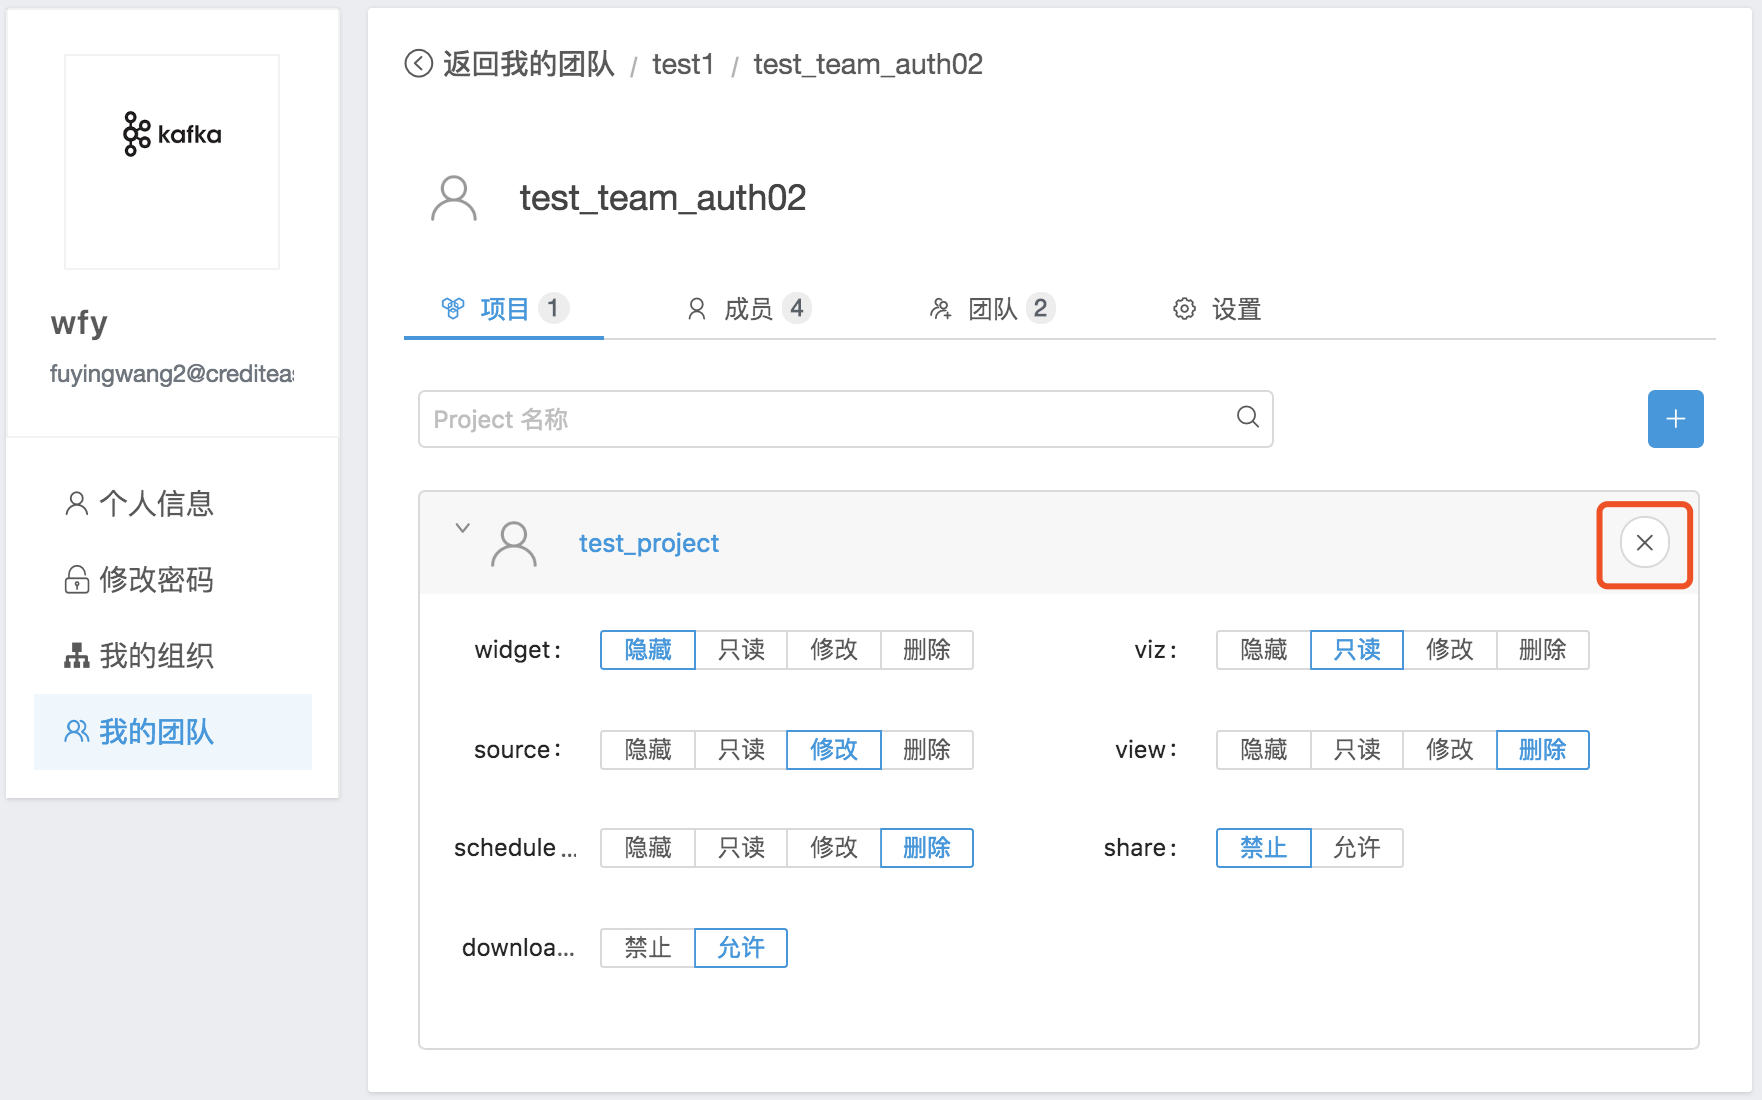 返回我的团队 / test1 / test_team_auth02
kafka
test_team_auth02
wfy
fuyingwang2@creditea
项目 1 成员 4 团队 2 设置
Project 名称
个人信息
修改密码
我的组织
我的团队
test_project
widget: 隐藏 只读 修改 删除 viz: 隐藏 只读 修改 删除
source: 隐藏 只读 修改 删除 view: 隐藏 只读 修改 删除
schedule... 隐藏 只读 修改 删除 share: 禁止 允许
downloa... 禁止 允许